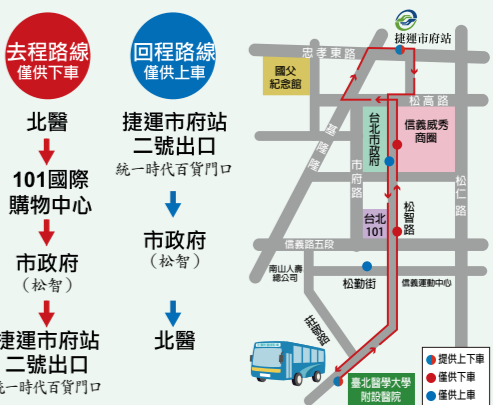 去程路線
僅供下車
北醫
101國際
購物中心
市政府
(松智)
捷運市府站
二號出口
統一時代百貨門口
回程路線
僅供上車
捷運市府站
二號出口
統一時代百貨門口
市政府
(松智)
北醫
捷運市府站
忠孝東路
國父
紀念館
松高路
基隆路
台北市政府
信義威秀
商圈
市府路
松仁路
台北
101
松智路
信義路五段
南山人壽
總公司
松勤街
信義運動中心
莊敬路
臺北醫學大學
附設醫院
提供上下車
僅供下車
僅供上車